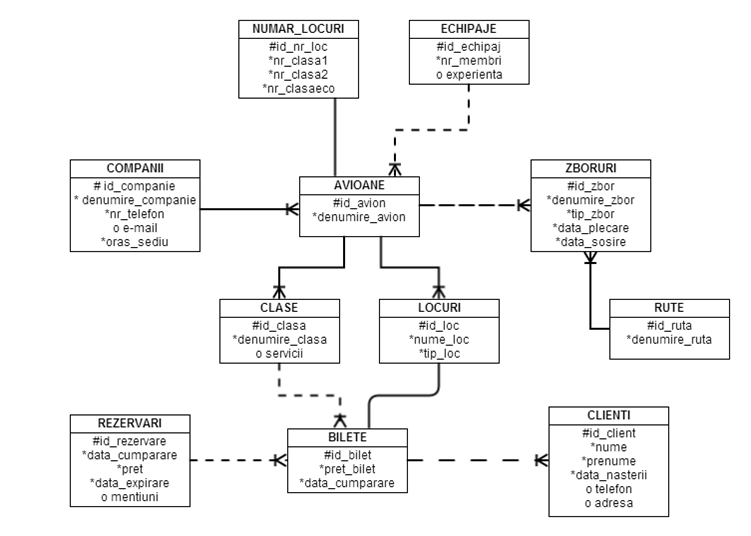 NUMAR_LOCURI
#id_nr_loc
*nr_clasa1
*nr_clasa2
*nr_clasaeco
ECHIPAJE
#id_echipaj
*nr_membri
o experienta
COMPANII
# id_companie
* denumire_companie
*nr_telefon
o e-mail
*oras_sediu
AVIOANE
#id_avion
*denumire_avion
ZBORURI
#id_zbor
*denumire_zbor
*tip_zbor
*data_plecare
*data_sosire
CLASE
#id_clasa
*denumire_clasa
o servicii
LOCURI
#id_loc
*nume_loc
*tip_loc
RUTE
#id_ruta
*denumire_ruta
REZERVARI
#id_rezervare
*data_cumparare
*pret
*data_expirare
o mentiuni
BILETE
#id_bilet
*pret_bilet
*data_cumparare
CLIENTI
#id_client
*nume
*prenume
*data_nasterii
o telefon
o adresa